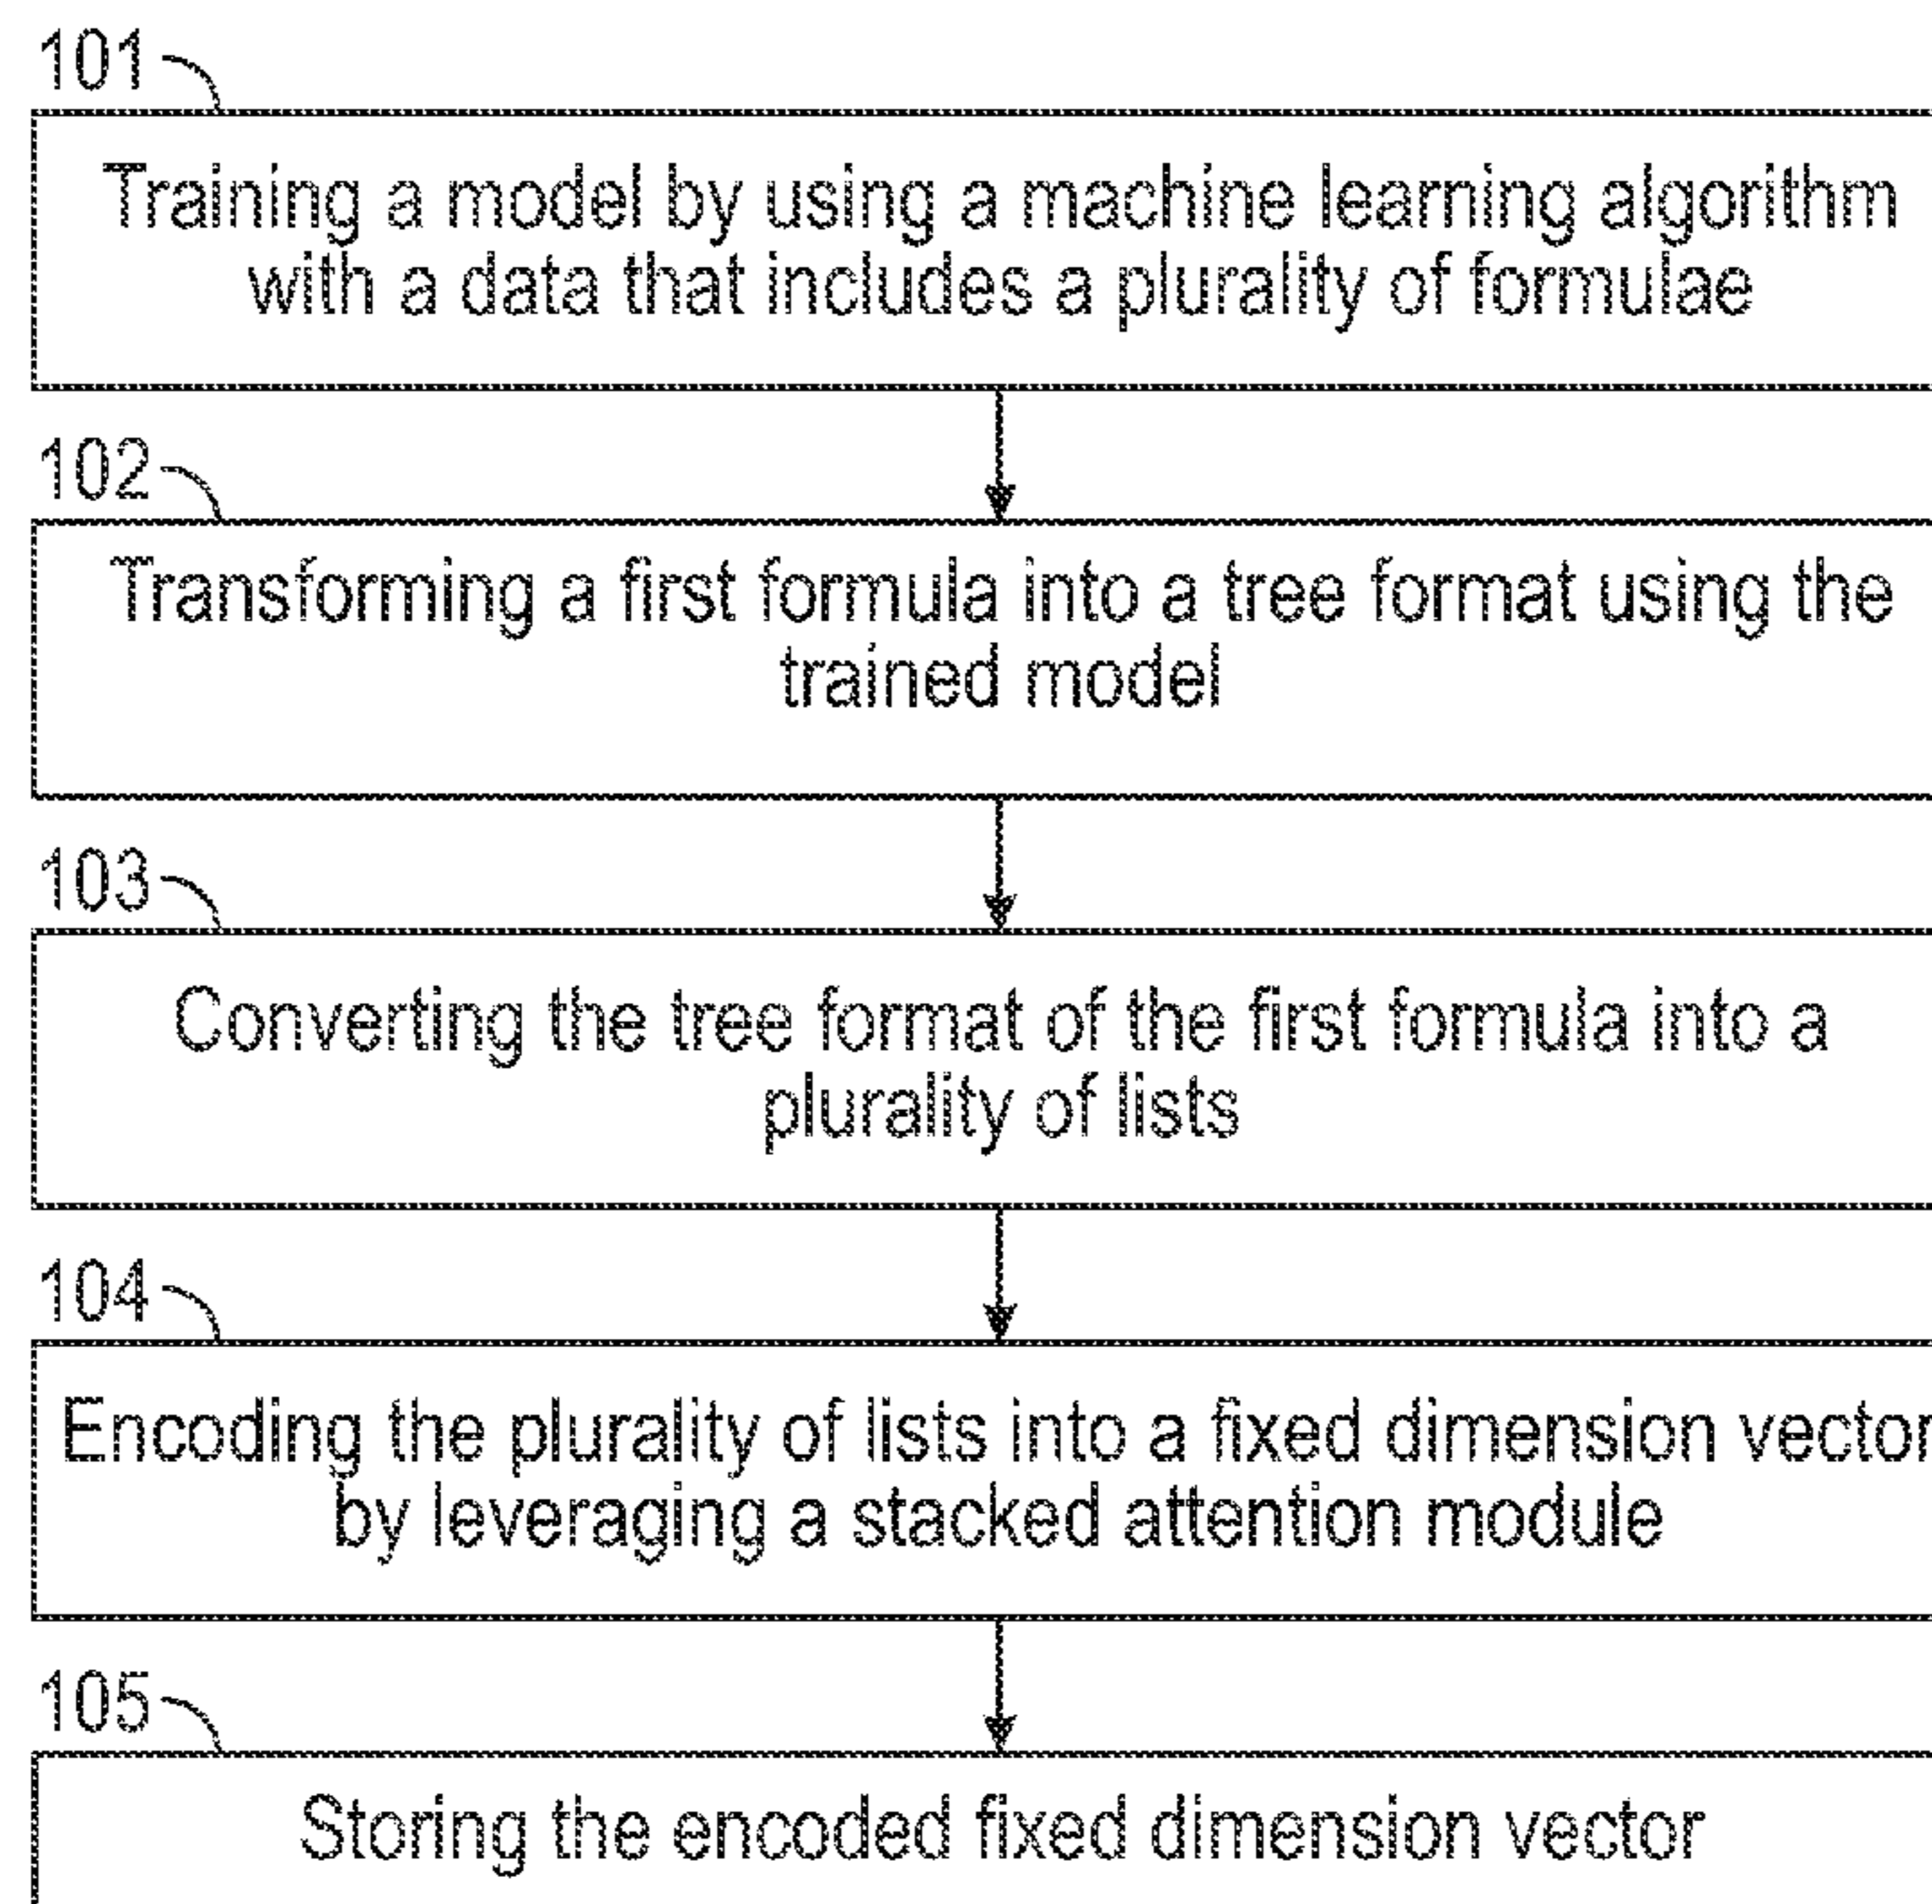 101
Training a model by using a machine learning algorithm
with a data that includes a plurality of formulae
102
Transforming a first formula into a tree format using the
trained model
103
Converting the tree format of the first formula into a
plurality of lists
104
Encoding the plurality of lists into a fixed dimension vector
by leveraging a stacked attention module
105
Storing the encoded fixed dimension vector